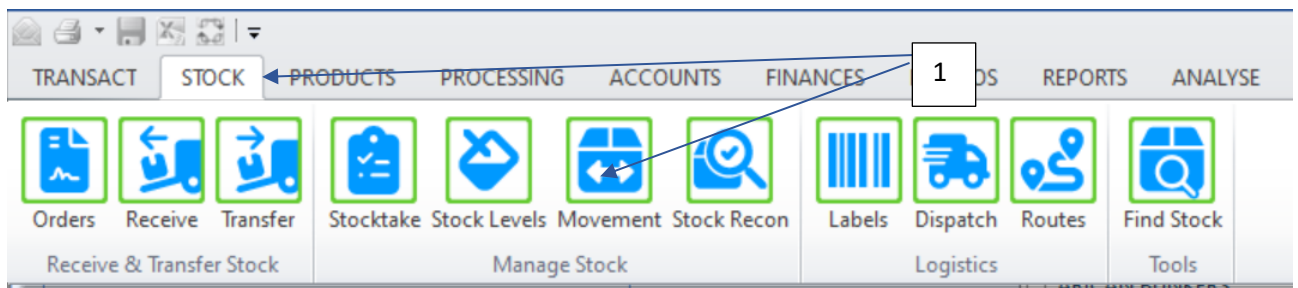 TRANSACT STOCK PRODUCTS PROCESSING ACCOUNTS FINANCES REPORTS ANALYSE
1
Orders Receive Transfer Stocktake Stock Levels Movement Stock Recon Labels Dispatch Routes Find Stock
Receive & Transfer Stock Manage Stock Logistics Tools